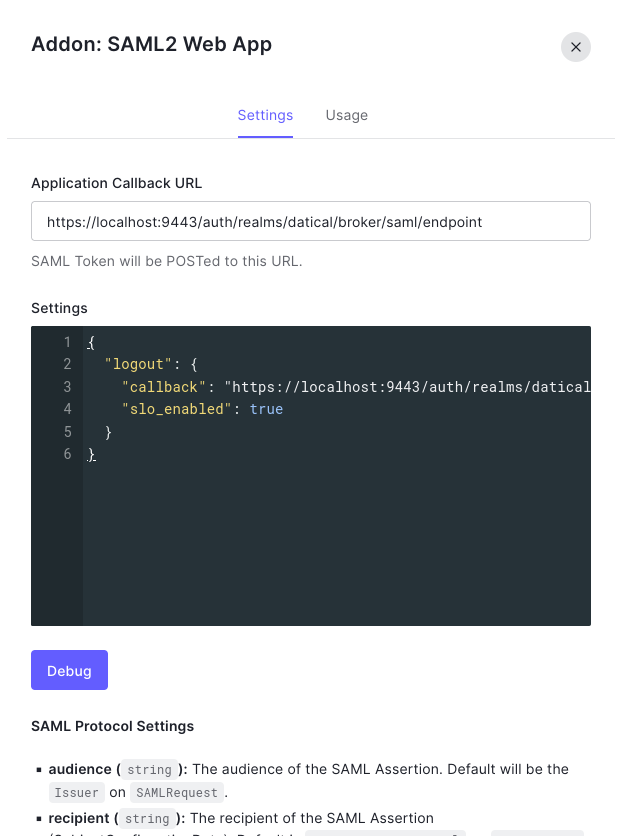 Addon: SAML2 Web App
Settings
Usage
Application Callback URL
https://localhost:9443/auth/realms/datical/broker/saml/endpoint
SAML Token will be POSTed to this URL.
Settings
1 {
2 "logout": {
3 "callback": "https://localhost:9443/auth/realms/datical
4 "slo_enabled": true
5 }
6 }
Debug
SAML Protocol Settings
▪ audience (string): The audience of the SAML Assertion. Default will be the
Issuer on SAMLRequest.
▪ recipient (string): The recipient of the SAML Assertion